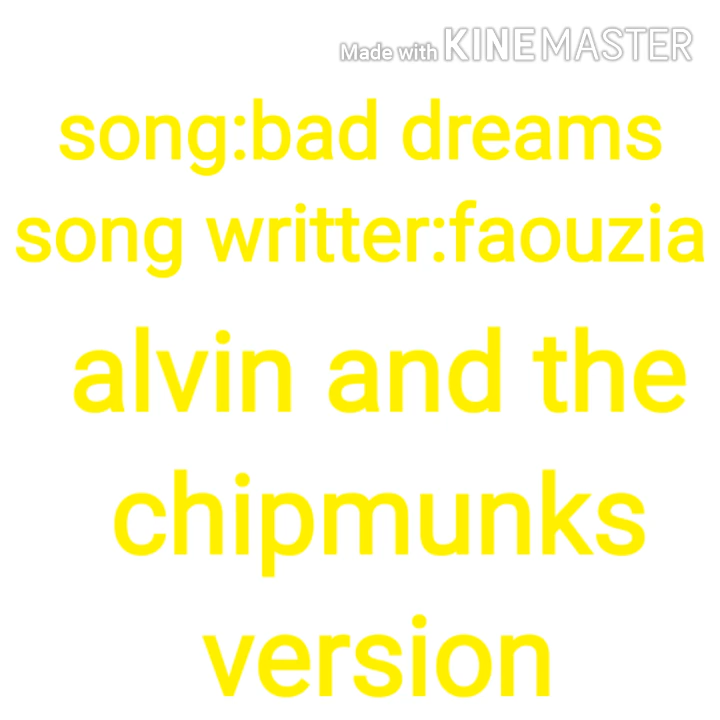 Made with KINEMASTER
song:bad dreams
song writter:faouzia
alvin and the
chipmunks
version